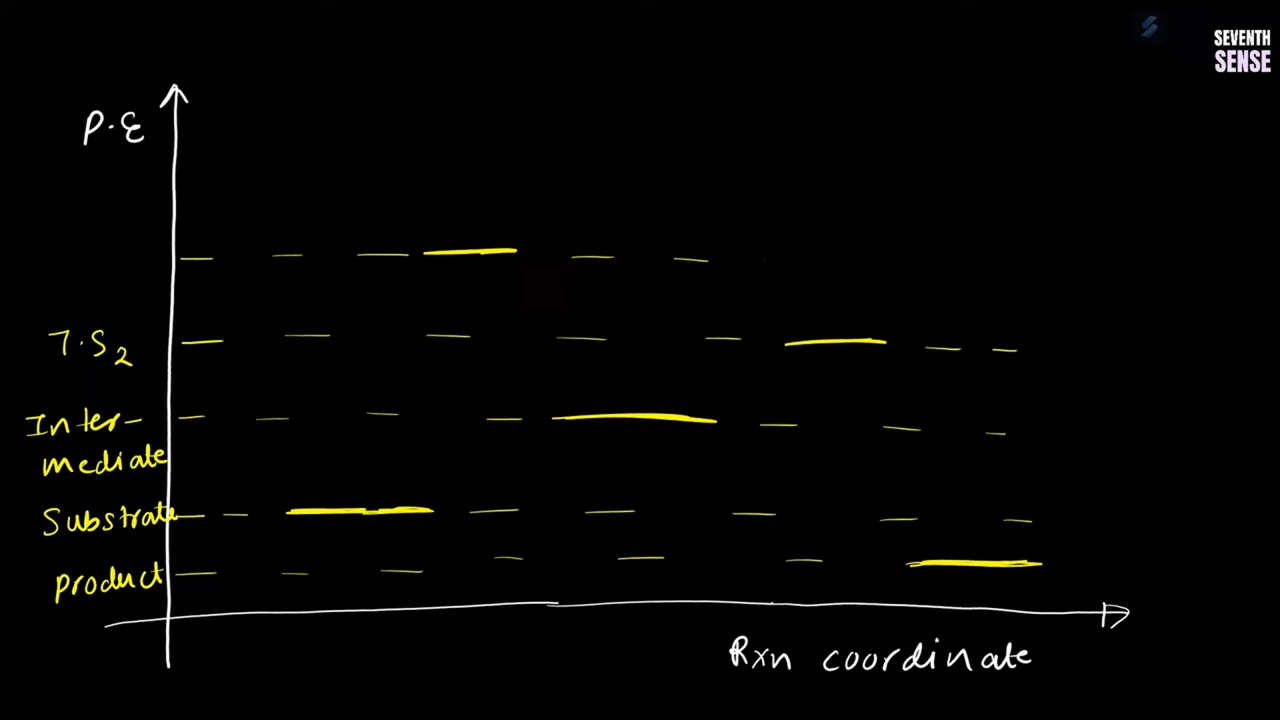 SEVENTH
SENSE
P.E
T.S2
Inter-
mediate
Substrate
product
Rxn coordinate